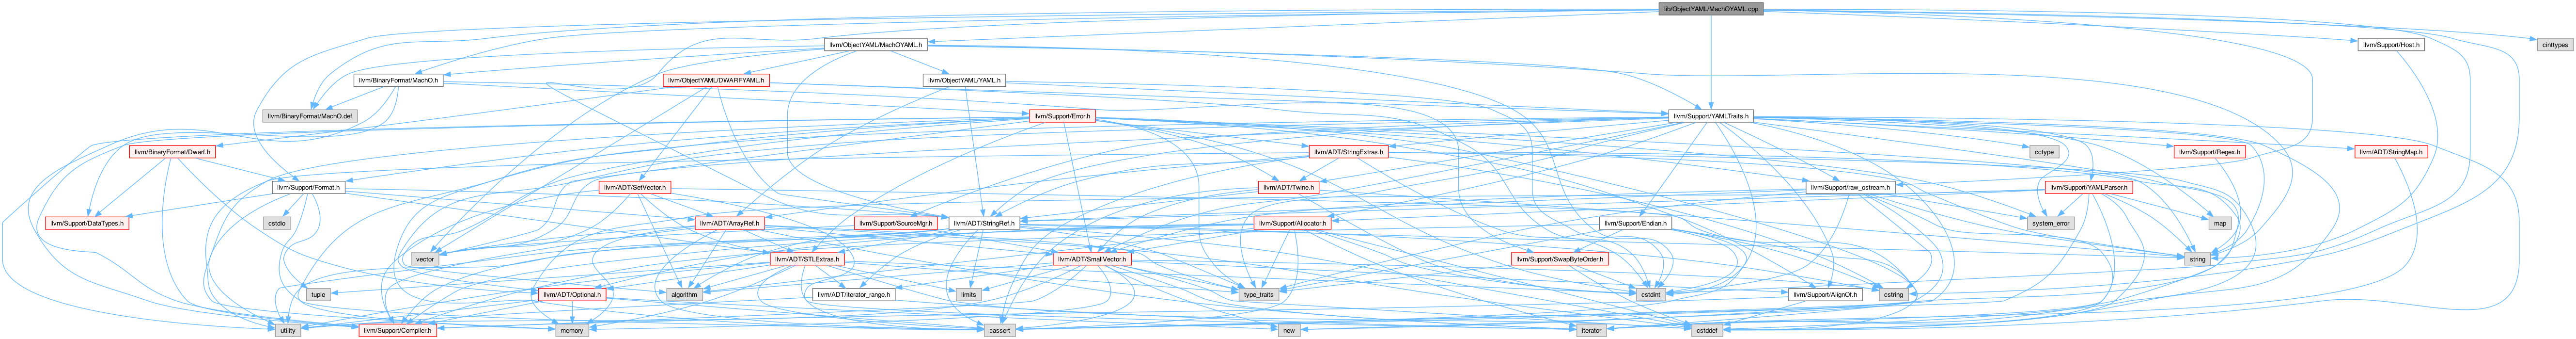 lib/ObjectYAML/MachOYAML.cpp
llvm/ObjectYAML/MachOYAML.h
llvm/Support/Host.h
cinttypes
llvm/BinaryFormat/MachO.h
llvm/ObjectYAML/DWARFYAML.h
llvm/ObjectYAML/YAML.h
llvm/BinaryFormat/MachO.def
llvm/Support/Error.h
llvm/Support/YAMLTraits.h
llvm/BinaryFormat/Dwarf.h
llvm/ADT/StringExtras.h
cctype
llvm/Support/Regex.h
llvm/ADT/StringMap.h
llvm/Support/Format.h
llvm/ADT/SetVector.h
llvm/ADT/Twine.h
llvm/Support/raw_ostream.h
llvm/Support/YAMLParser.h
llvm/Support/DataTypes.h
cstdio
llvm/ADT/ArrayRef.h
llvm/Support/SourceMgr.h
llvm/ADT/StringRef.h
llvm/Support/Allocator.h
llvm/Support/Endian.h
system_error
map
vector
llvm/ADT/STLExtras.h
llvm/ADT/SmallVector.h
llvm/Support/SwapByteOrder.h
string
tuple
llvm/ADT/Optional.h
algorithm
llvm/ADT/iterator_range.h
limits
type_traits
cstdint
llvm/Support/AlignOf.h
cstring
utility
llvm/Support/Compiler.h
memory
cassert
new
iterator
cstddef